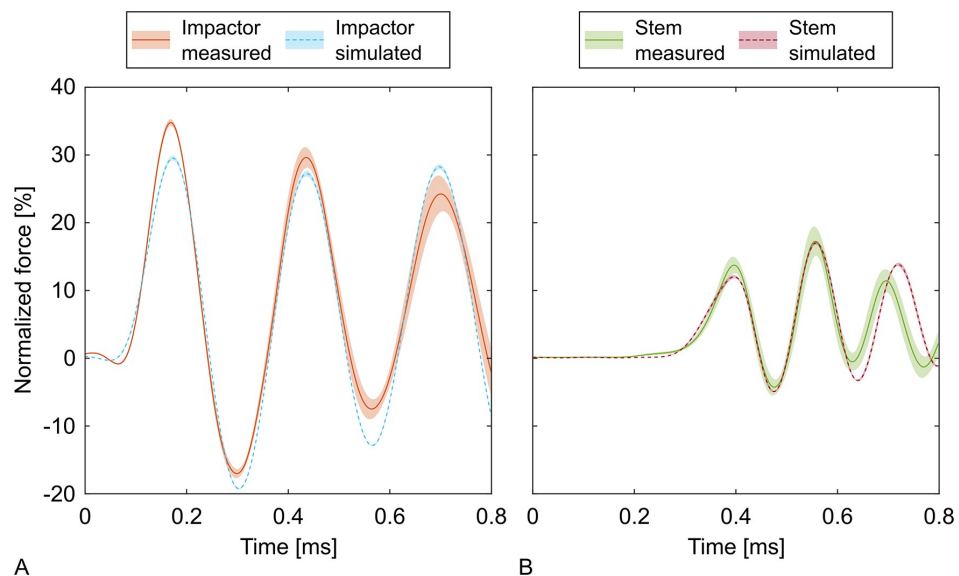 Impactor measured
Impactor simulated
Stem measured
Stem simulated
40
30
20
10
0
-10
-20
Normalized force [%]
0 0.2 0.4 0.6 0.8
0 0.2 0.4 0.6 0.8
Time [ms]
Time [ms]
A
B